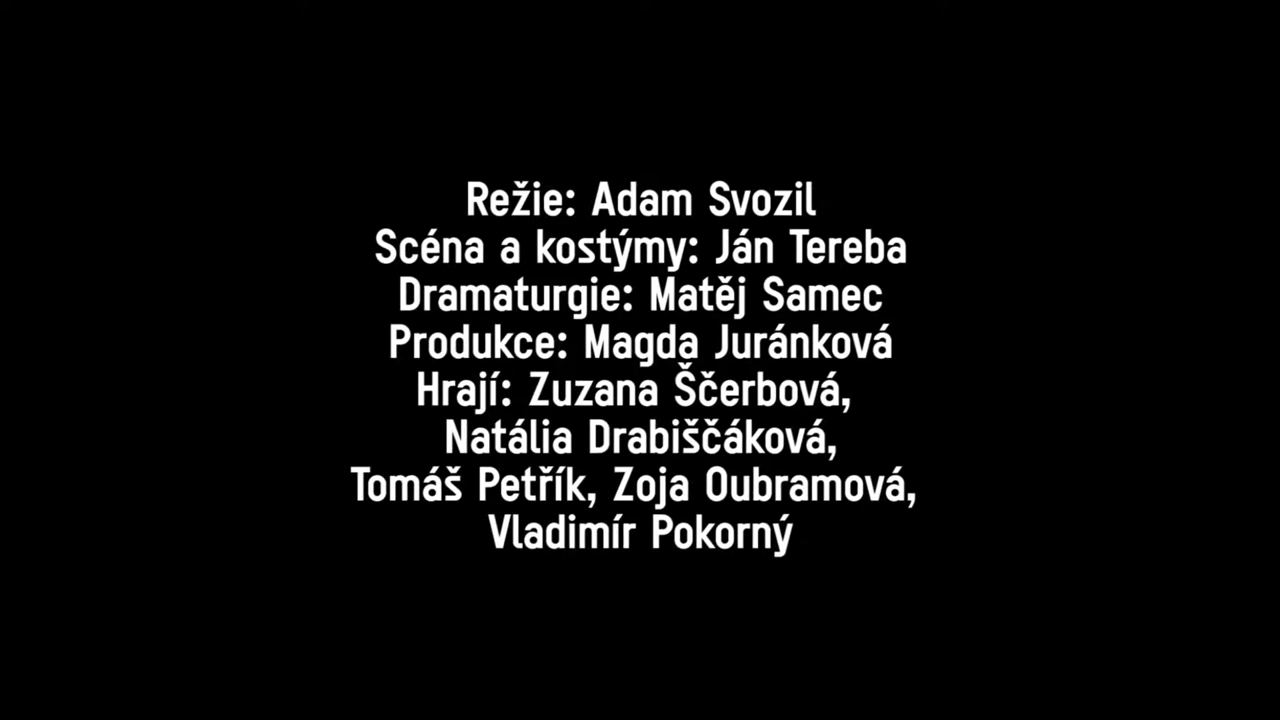 Režie: Adam Svozil
Scéna a kostýmy: Ján Tereba
Dramaturgie: Matěj Samec
Produkce: Magda Juránková
Hrají: Zuzana Ščerbová,
Natália Drabiščáková,
Tomáš Petřík, Zoja Oubramová,
Vladimír Pokorný